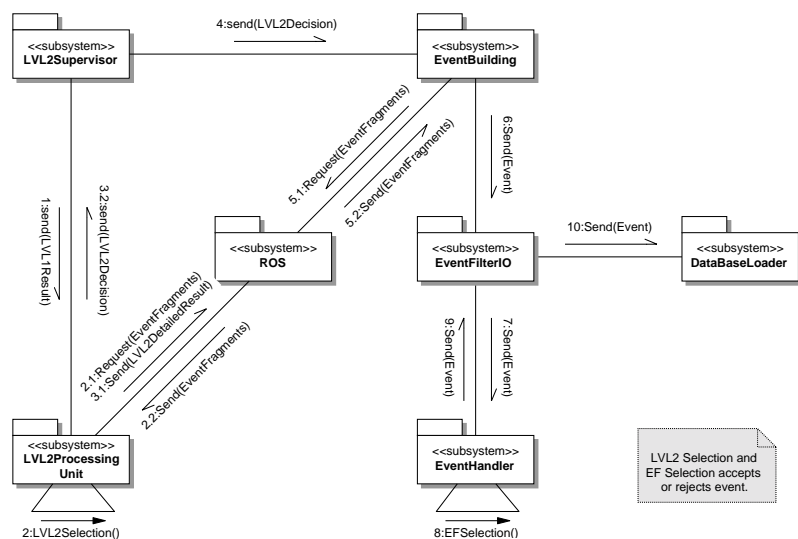 4:send(LVL2Decision)
<<subsystem>>
LVL2Supervisor
<<subsystem>>
EventBuilding
1:send(LVL1Result)
3.2:send(LVL2Decision)
5.1:Request(EventFragments)
5.2:Send(EventFragments)
6:Send(Event)
<<subsystem>>
ROS
<<subsystem>>
EventFilterIO
10:Send(Event)
<<subsystem>>
DataBaseLoader
2.1:Request(EventFragments)
3.1:Send(LVL2DetailedResult)
2.2:Send(EventFragments)
9:Send(Event)
7:Send(Event)
<<subsystem>>
LVL2Processing
Unit
<<subsystem>>
EventHandler
LVL2 Selection and
EF Selection accepts
or rejects event.
2:LVL2Selection()
8:EFSelection()